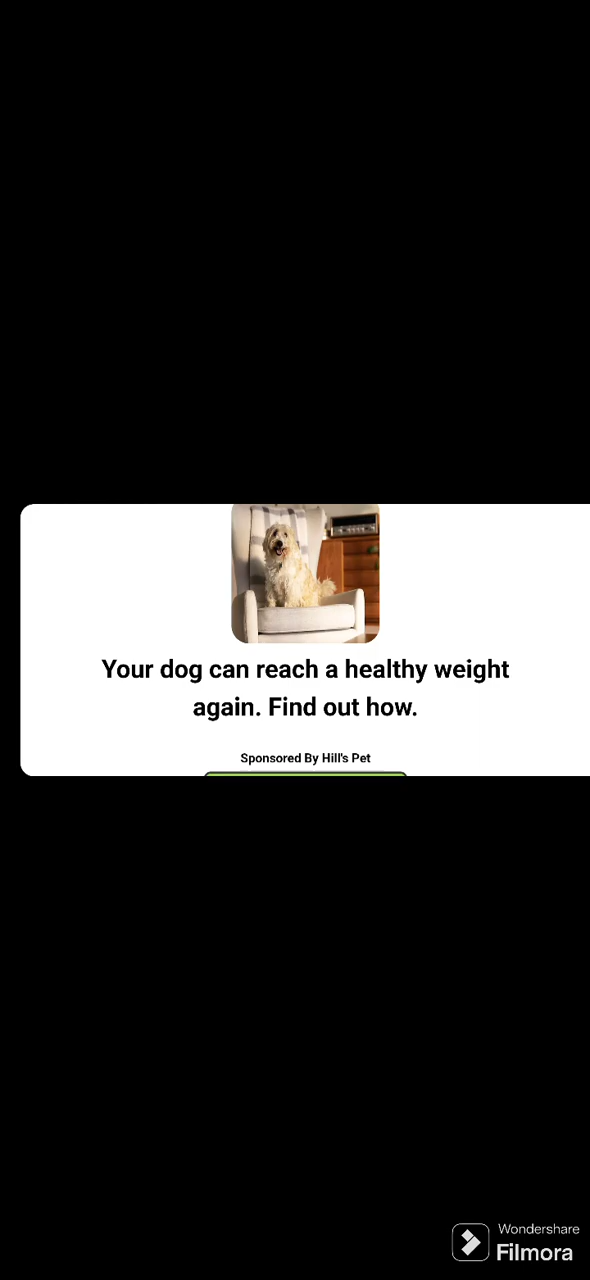 Your dog can reach a healthy weight
again. Find out how.
Sponsored By Hill's Pet
Wondershare
Filmora